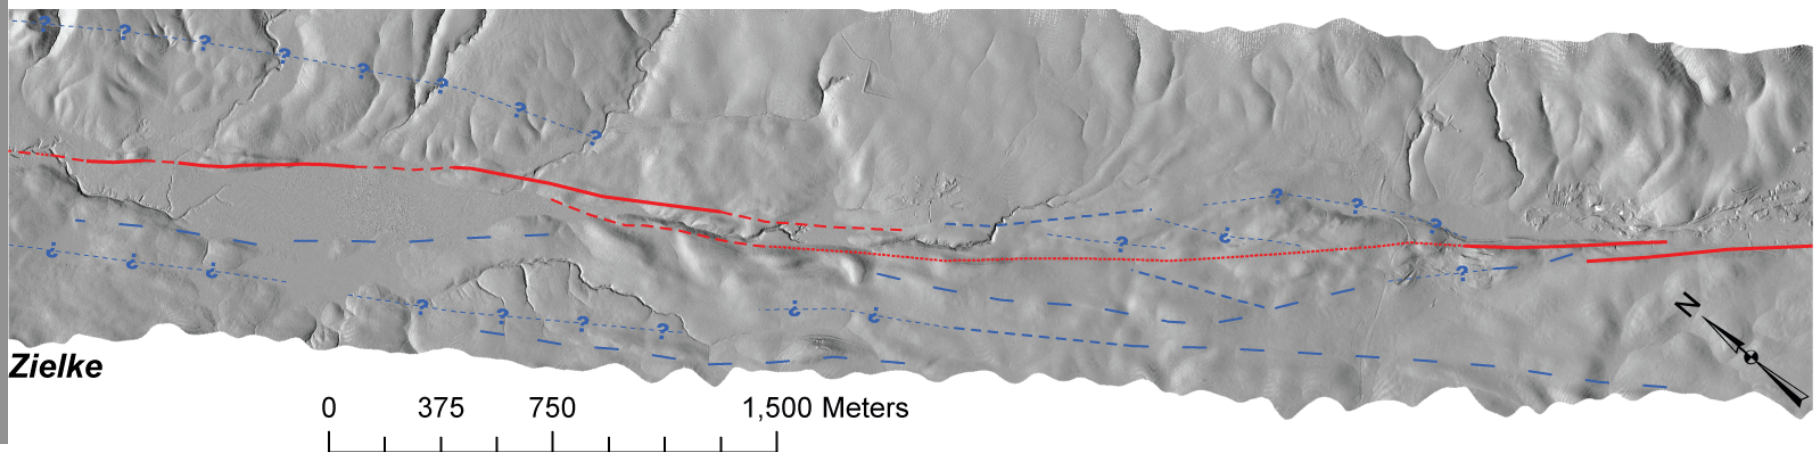 ? ? ? ? ? ? ? ?
? ? ?
¿ ? ¿
¿ ¿ ¿ ?
? ? ? ? ¿ ¿
N
Zielke
0 375 750 1,500 Meters